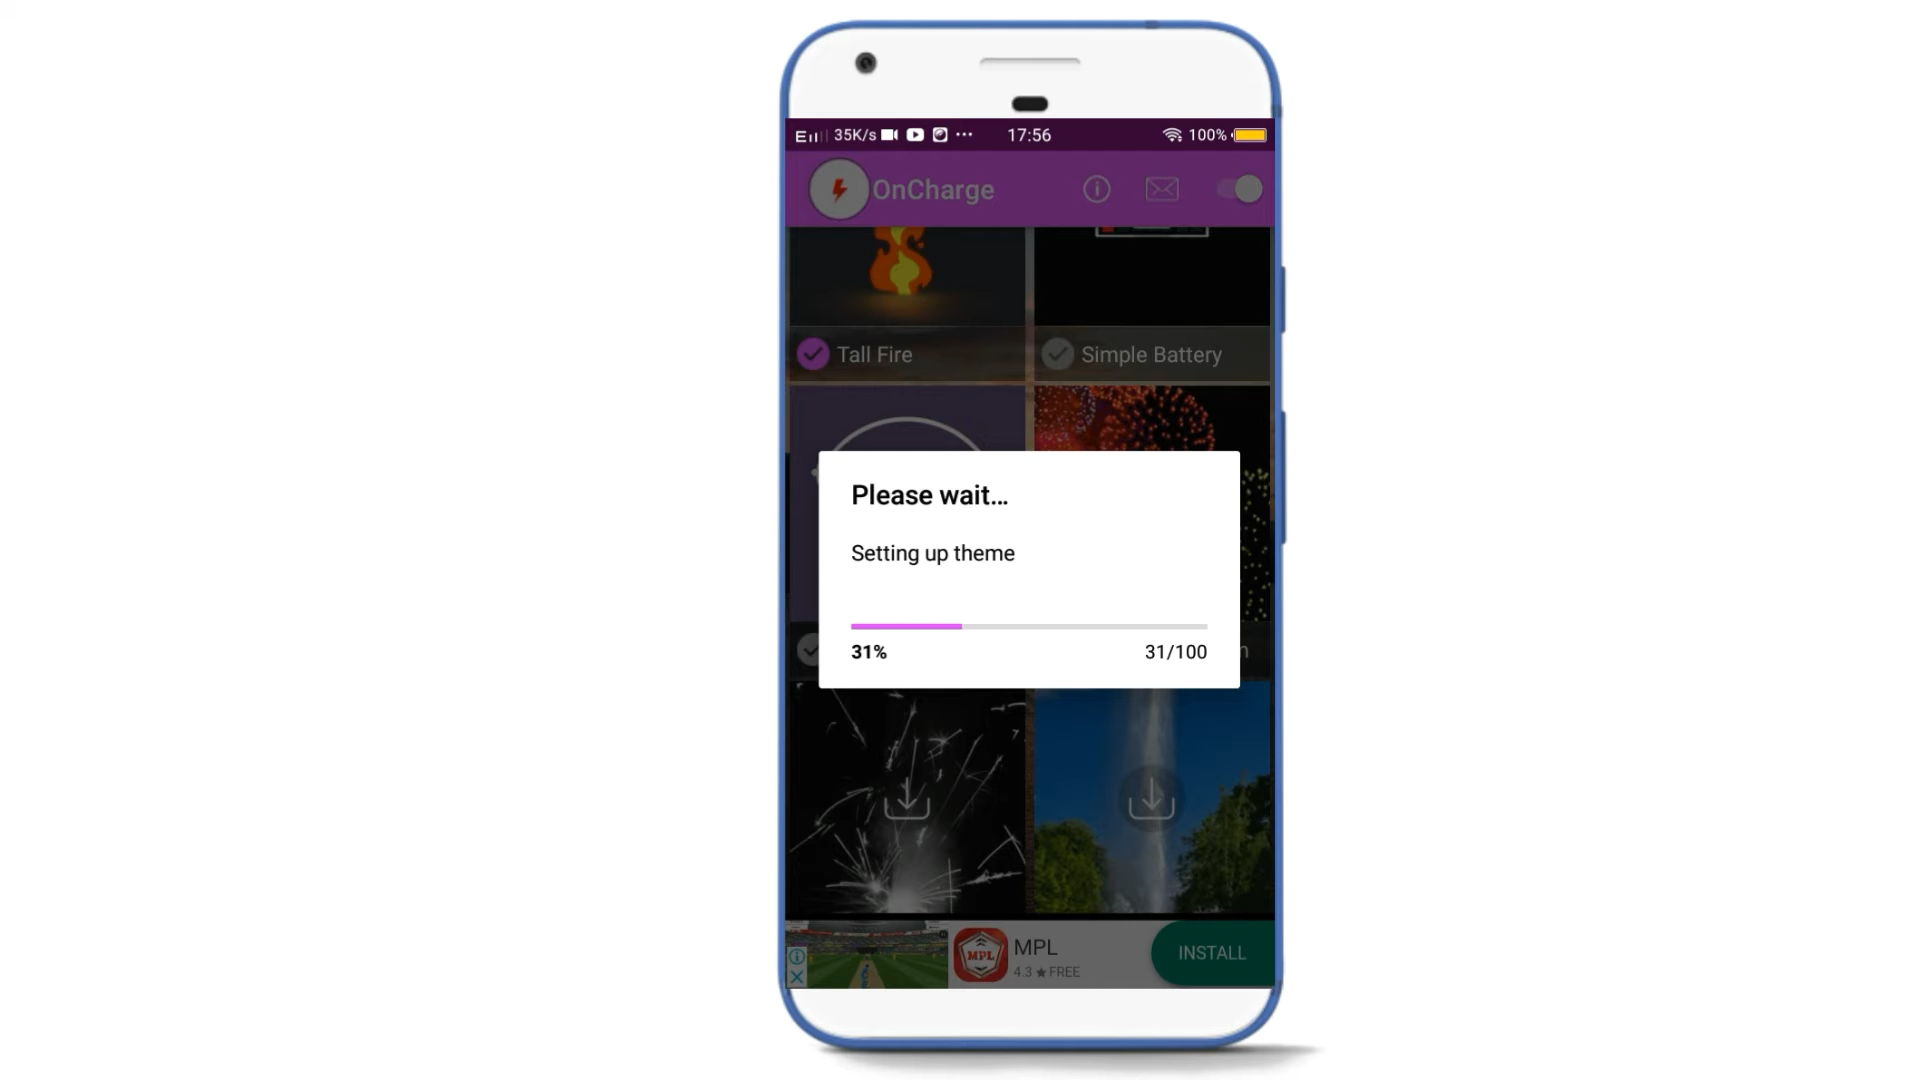 35K/s ... 17:56 100%
OnCharge
Tall Fire
Simple Battery
Please wait...
Setting up theme
31% 31/100
MPL
MPL
4.3 ★ FREE
INSTALL